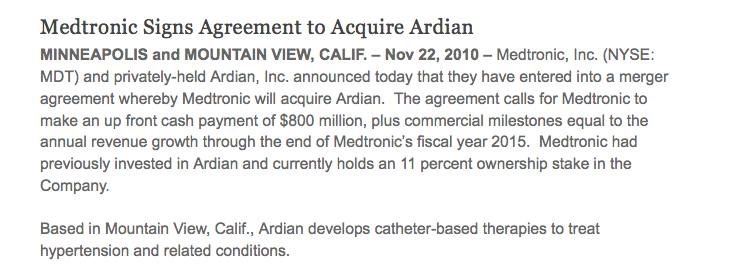 Medtronic Signs Agreement to Acquire Ardian
MINNEAPOLIS and MOUNTAIN VIEW, CALIF. – Nov 22, 2010 – Medtronic, Inc. (NYSE:
MDT) and privately-held Ardian, Inc. announced today that they have entered into a merger
agreement whereby Medtronic will acquire Ardian.  The agreement calls for Medtronic to
make an up front cash payment of $800 million, plus commercial milestones equal to the
annual revenue growth through the end of Medtronic's fiscal year 2015.  Medtronic had
previously invested in Ardian and currently holds an 11 percent ownership stake in the
Company.
Based in Mountain View, Calif., Ardian develops catheter-based therapies to treat
hypertension and related conditions.